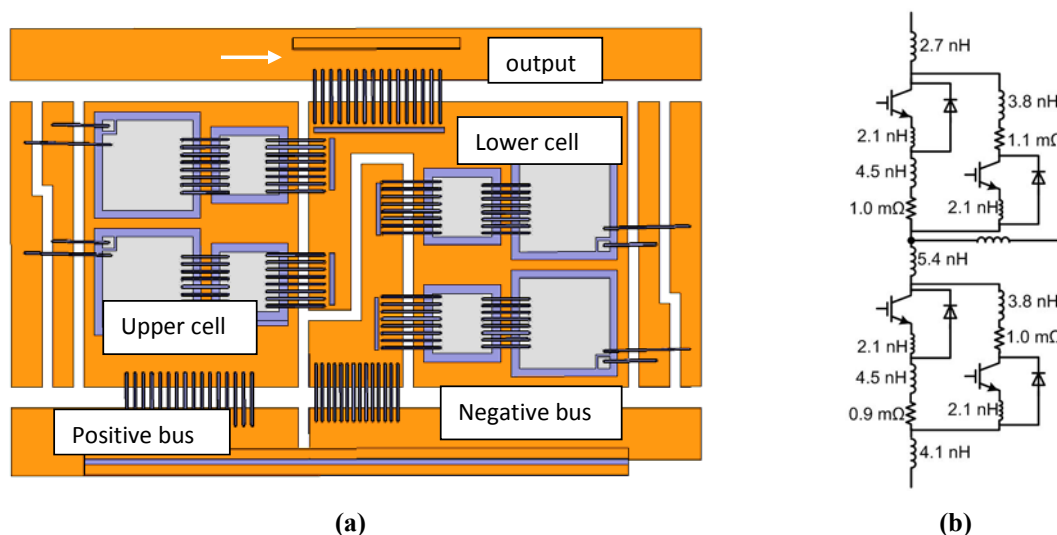 output
Lower cell
Upper cell
Positive bus
Negative bus
(a)
2.7 nH
3.8 nH
2.1 nH
1.1 mΩ
4.5 nH
1.0 mΩ
2.1 nH
5.4 nH
3.8 nH
2.1 nH
1.0 mΩ
4.5 nH
0.9 mΩ
2.1 nH
4.1 nH
(b)